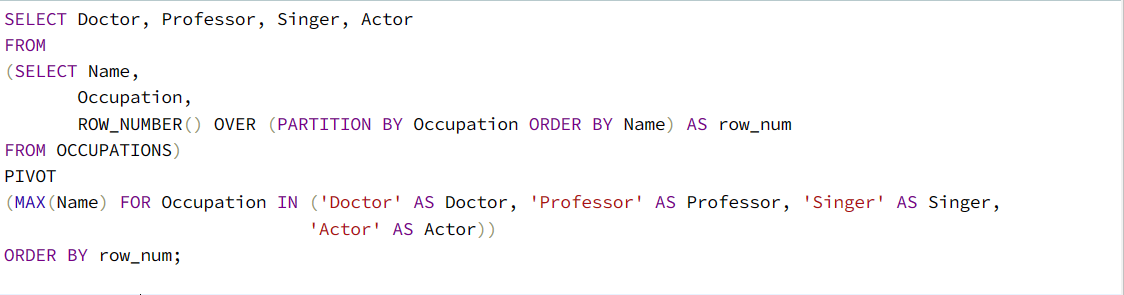 SELECT Doctor, Professor, Singer, Actor
FROM
(SELECT Name,
Occupation,
ROW_NUMBER() OVER (PARTITION BY Occupation ORDER BY Name) AS row_num
FROM OCCUPATIONS)
PIVOT
(MAX(Name) FOR Occupation IN ('Doctor' AS Doctor, 'Professor' AS Professor, 'Singer' AS Singer,
'Actor' AS Actor))
ORDER BY row_num;